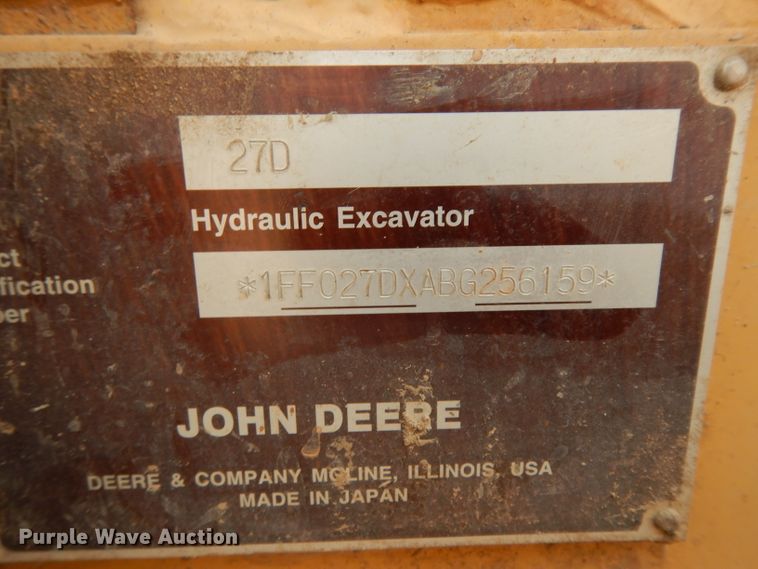 27D
Hydraulic Excavator
ct
ification
ber
*1FF027DXABG256159*
JOHN DEERE
DEERE & COMPANY MOLINE, ILLINOIS, USA
MADE IN JAPAN
Purple Wave Auction®